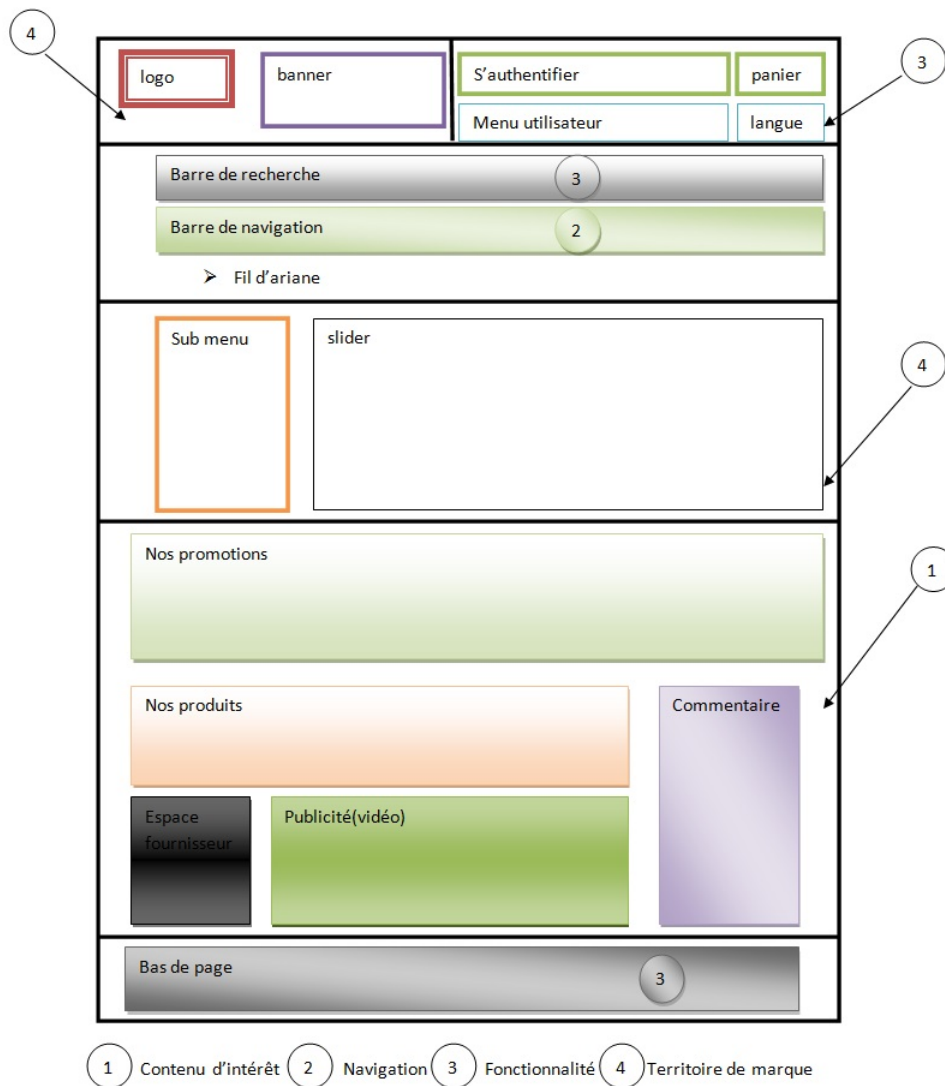 4
logo
banner
S'authentifier
panier
3
Menu utilisateur
langue
Barre de recherche
3
Barre de navigation
2
Fil d'ariane
Sub menu
slider
4
Nos promotions
1
Nos produits
Commentaire
Espace
fournisseur
Publicité(vidéo)
Bas de page
3
1 Contenu d'intérêt 2 Navigation 3 Fonctionnalité 4 Territoire de marque